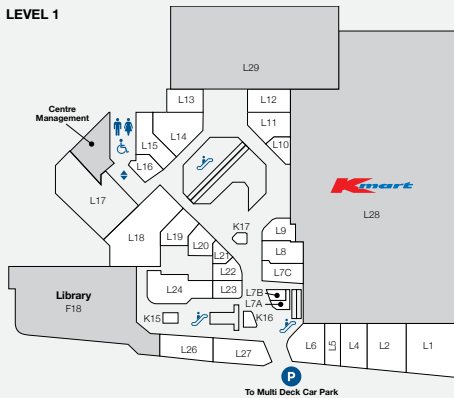 LEVEL 1
L29
L13
L12
Centre
Management
L11
L14
L15
L10
L16
Kmart
L17
L28
L18
L19
K17
L9
L20
L8
L21
L22
L7C
L24
L23
L7B
L7A
Library
F18
K15
K16
L26
L27
L6
L5
L4
L2
L1
P
To Multi Deck Car Park